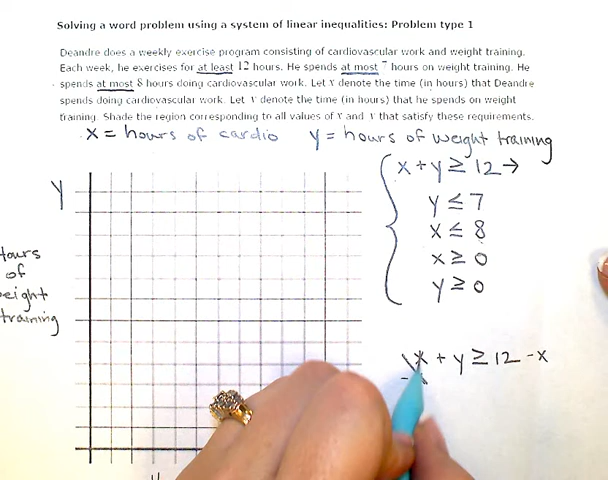 Solving a word problem using a system of linear inequalities: Problem type 1
Deandre does a weekly exercise program consisting of cardiovascular work and weight training.
Each week, he exercises for at least 12 hours. He spends at most 7 hours on weight training. He
spends at most 8 hours doing cardiovascular work. Let x denote the time (in hours) that Deandre
spends doing cardiovascular work. Let y denote the time (in hours) that he spends on weight
training. Shade the region corresponding to all values of x and y that satisfy these requirements.
x = hours of cardio y = hours of weight training
x + y ≥ 12 →
y ≤ 7
x ≤ 8
x ≥ 0
y ≥ 0
Y
Hours
of
weight
training
x + y ≥ 12 - x